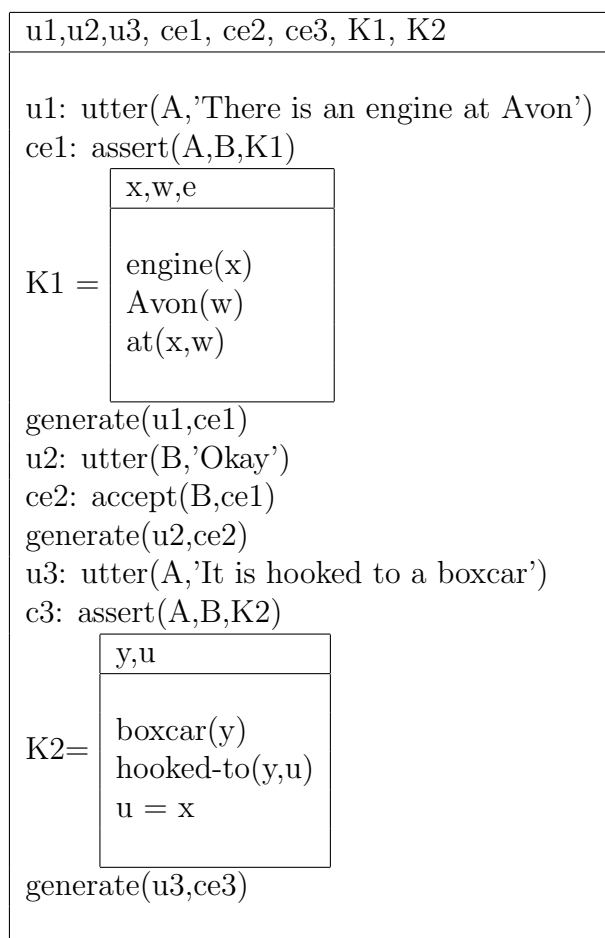 u1,u2,u3, ce1, ce2, ce3, K1, K2
u1: utter(A,’There is an engine at Avon’)
ce1: assert(A,B,K1)
x,w,e
K1 =
engine(x)
Avon(w)
at(x,w)
generate(u1,ce1)
u2: utter(B,’Okay’)
ce2: accept(B,ce1)
generate(u2,ce2)
u3: utter(A,’It is hooked to a boxcar’)
c3: assert(A,B,K2)
y,u
K2=
boxcar(y)
hooked-to(y,u)
u = x
generate(u3,ce3)